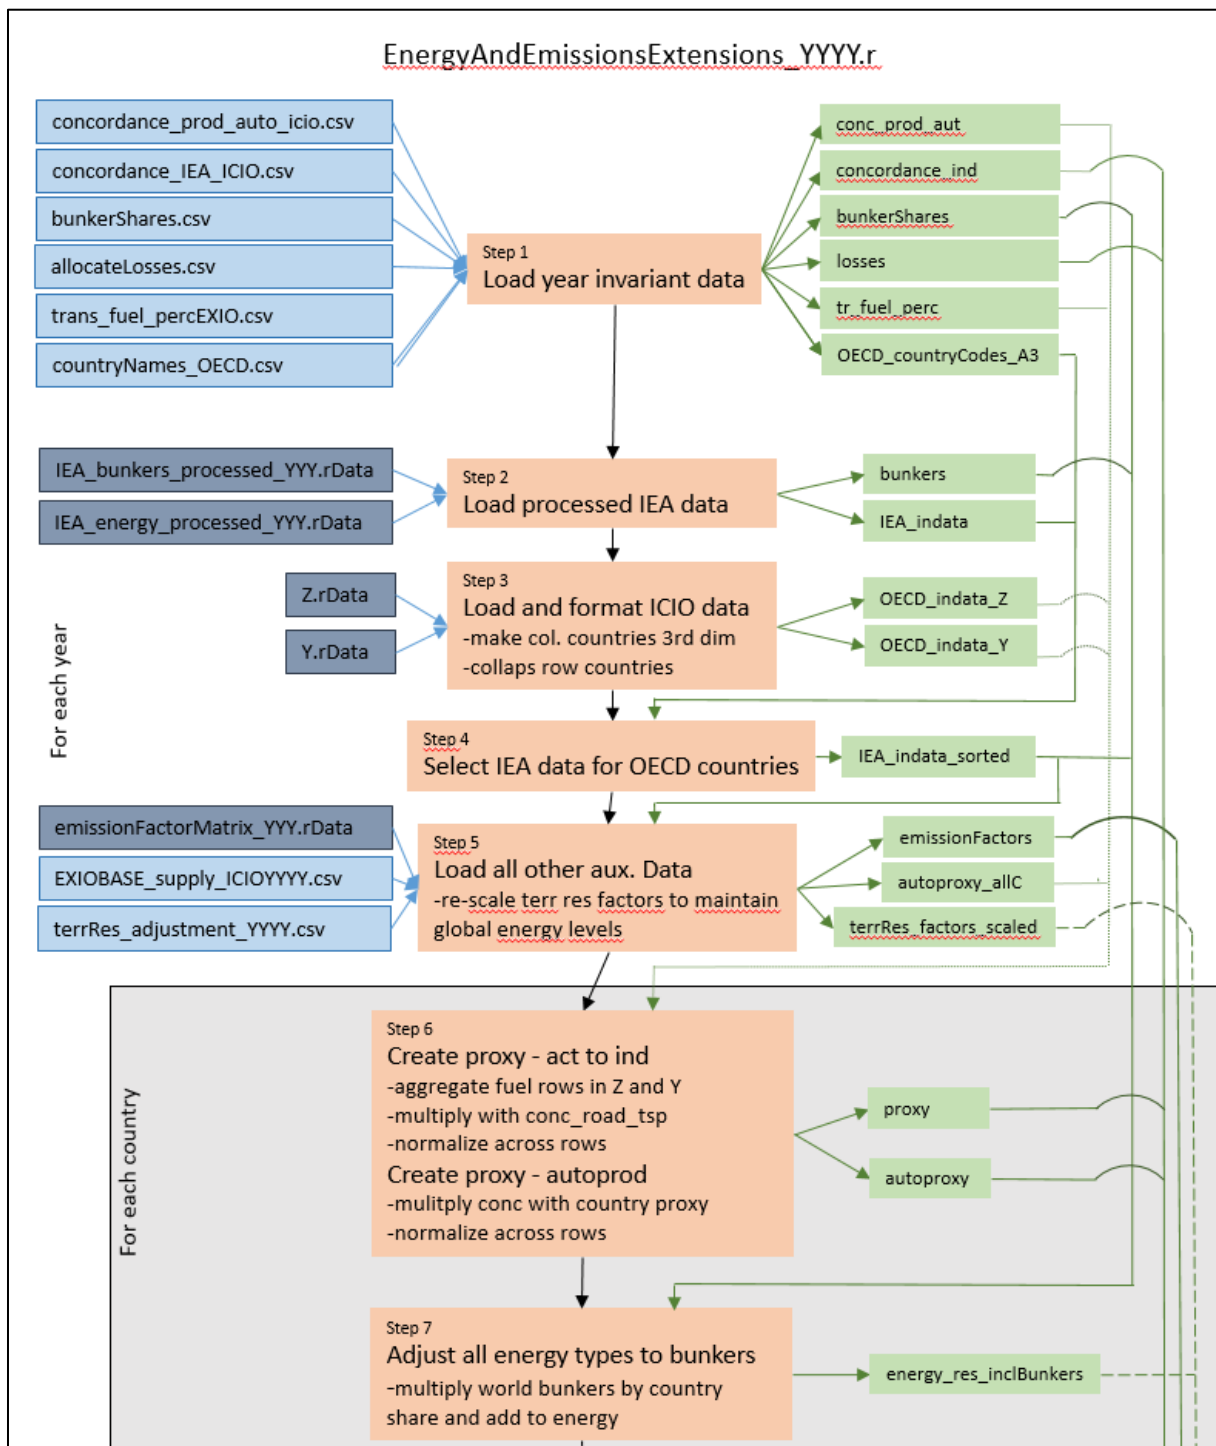 EnergyAndEmissionsExtensions_YYYY.r
concordance_prod_auto_icio.csv
concordance_IEA_ICIO.csv
bunkerShares.csv
allocateLosses.csv
trans_fuel_percEXIO.csv
countryNames_OECD.csv
Step 1
Load year invariant data
conc_prod_aut
concordance_ind
bunkerShares
losses
tr_fuel_perc
OECD_countryCodes_A3
For each year
IEA_bunkers_processed_YYY.rData
IEA_energy_processed_YYY.rData
Step 2
Load processed IEA data
bunkers
IEA_indata
Z.rData
Y.rData
Step 3
Load and format ICIO data
-make col. countries 3rd dim
-collaps row countries
OECD_indata_Z
OECD_indata_Y
Step 4
Select IEA data for OECD countries
IEA_indata_sorted
emissionFactorMatrix_YYY.rData
EXIOBASE_supply_ICIOYYYY.csv
terrRes_adjustment_YYYY.csv
Step 5
Load all other aux. Data
-re-scale terr res factors to maintain
global energy levels
emissionFactors
autoproxy_allC
terrRes_factors_scaled
For each country
Step 6
Create proxy - act to ind
-aggregate fuel rows in Z and Y
-multiply with conc_road_tsp
-normalize across rows
Create proxy - autoprod
-mulitply conc with country proxy
-normalize across rows
proxy
autoproxy
Step 7
Adjust all energy types to bunkers
-multiply world bunkers by country
share and add to energy
energy_res_inclBunkers